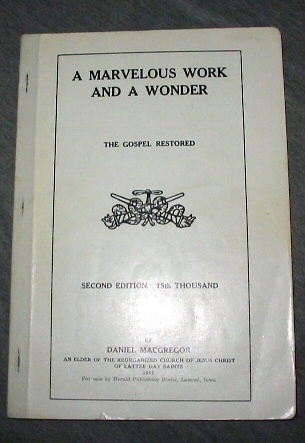 A MARVELOUS WORK
AND A WONDER
THE GOSPEL RESTORED
SECOND EDITION 15th THOUSAND
BY
DANIEL MACGREGOR
AN ELDER OF THE REORGANIZED CHURCH OF JESUS CHRIST
OF LATTER DAY SAINTS
For sale by Herald Publishing House, Lamoni, Iowa.